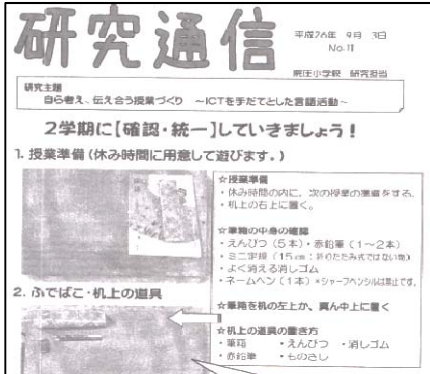 研究通信
平成26年 9月 3日
No.11
小学校 研究担当
研究主題
自ら考え、伝え合う授業づくり ～ICTを手だてとした言語活動～
2学期に【確認・統一】していきましょう！
1. 授業準備(休み時間に用意して遊びます。)
☆授業準備
・休み時間の内に、次の授業の準備をする。
・机上の右上に置く。
☆筆箱の中身の確認
・えんぴつ（5本）・赤鉛筆（1～2本）
・ミニ定規（15cm：折りたたみ式ではない物）
・よく消える消しゴム
・ネームペン（1本）*シャープペンシルは禁止です。
2. ふでばこ・机上の道具
☆筆箱を机の左上か、真ん中上に置く
☆机上の道具の置き方
・筆箱 ・えんぴつ ・消しゴム
・赤鉛筆 ・ものさし